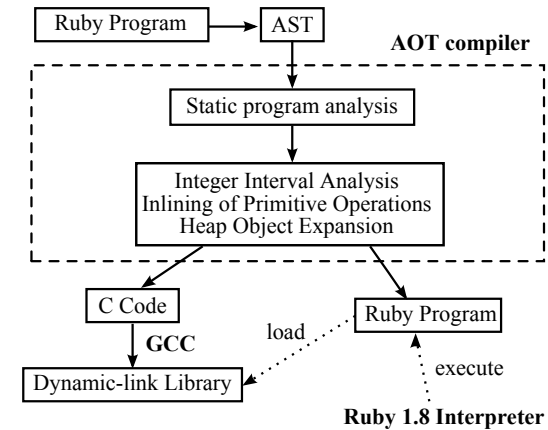 Ruby Program
AST
AOT compiler
Static program analysis
Integer Interval Analysis
Inlining of Primitive Operations
Heap Object Expansion
C Code
Ruby Program
load
GCC
execute
Dynamic-link Library
Ruby 1.8 Interpreter